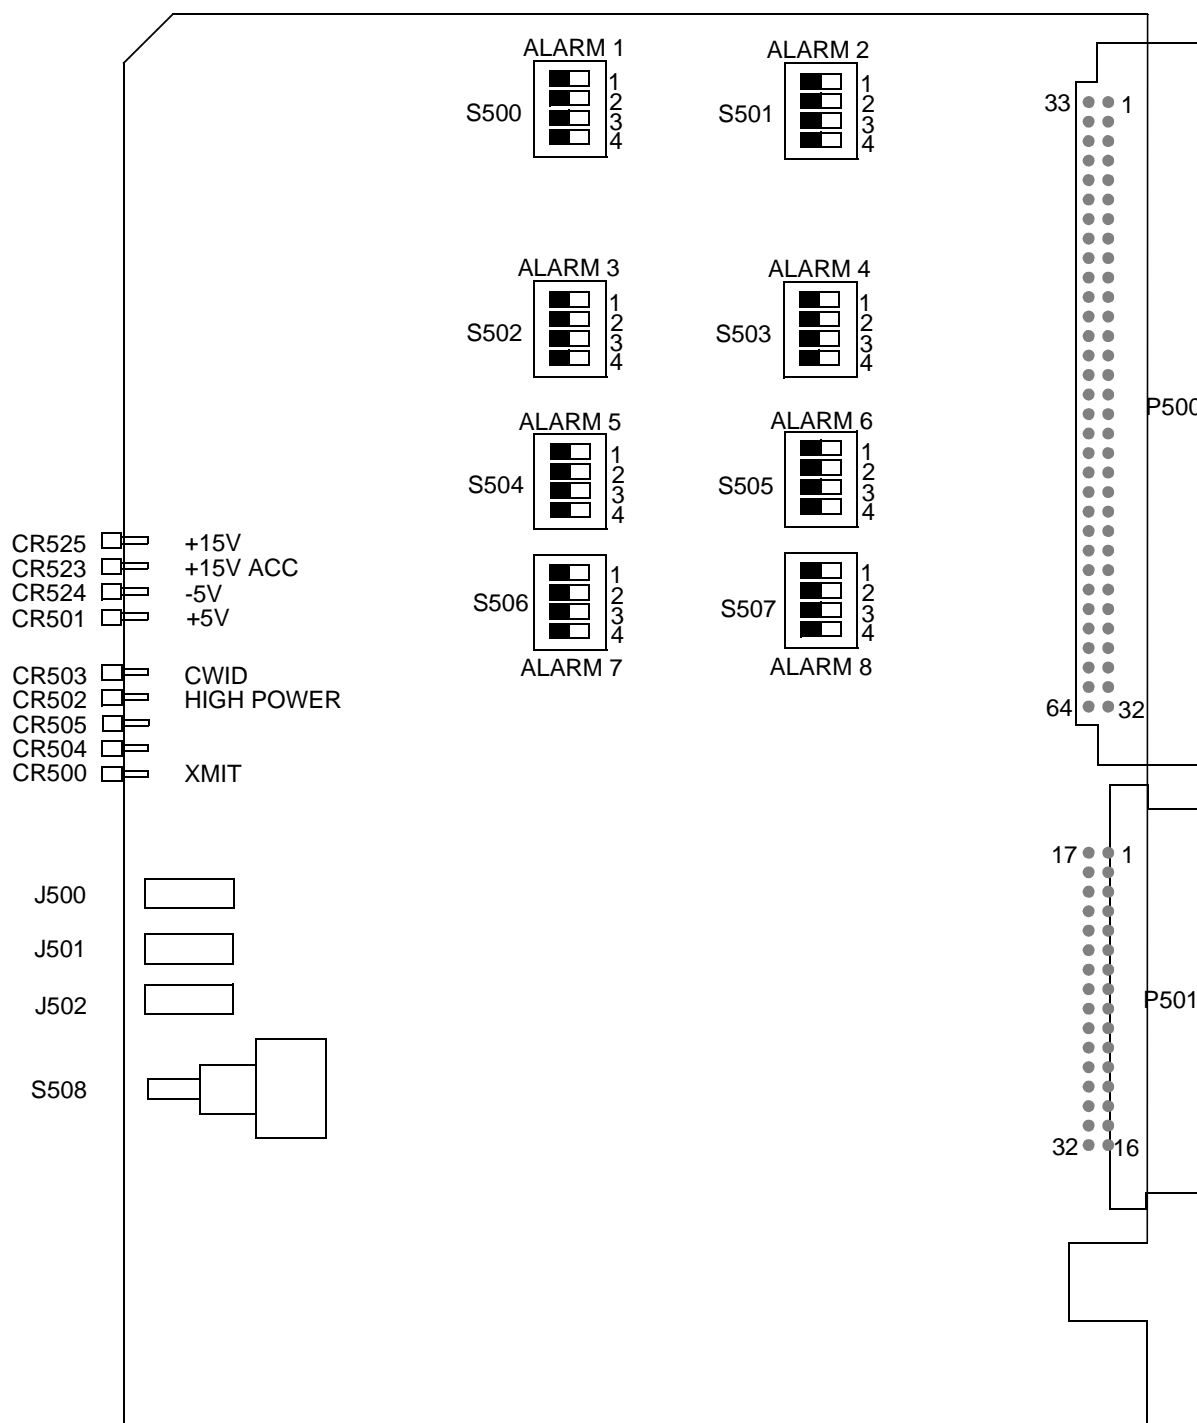 ALARM 1
S500
1
2
3
4
ALARM 2
S501
1
2
3
4
33
1
ALARM 3
S502
1
2
3
4
ALARM 4
S503
1
2
3
4
P500
ALARM 5
S504
1
2
3
4
ALARM 6
S505
1
2
3
4
CR525 +15V
CR523 +15V ACC
CR524 -5V
CR501 +5V
S506
1
2
3
4
ALARM 7
S507
1
2
3
4
ALARM 8
CR503 CWID
CR502 HIGH POWER
CR505
CR504
CR500 XMIT
64
32
17
1
J500
J501
J502
P501
S508
32
16